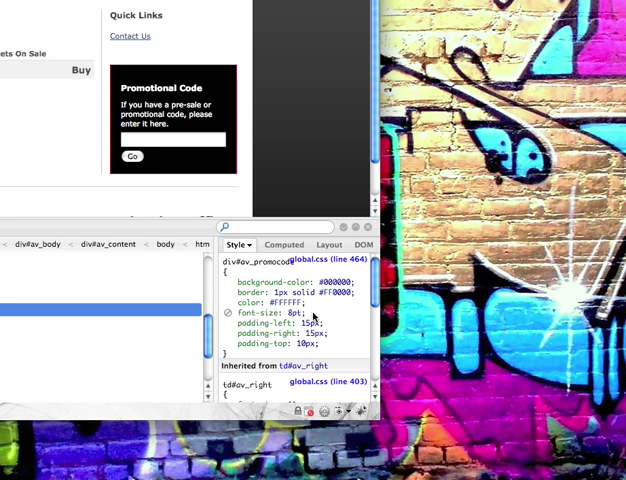 Quick Links
Contact Us
ets On Sale
Buy
Promotional Code
If you have a pre-sale or
promotional code, please
enter it here.
Go
< div#av_body < div#av_content < body < htm
Style Computed Layout DOM
div#av_promocod global.css (line 464)
{
background-color: #000000;
border: 1px solid #FF0000;
color: #FFFFFF;
font-size: 8pt;
padding-left: 15px;
padding-right: 15px;
padding-top: 10px;
}
Inherited from td#av_right
global.css (line 403)
td#av_right
{